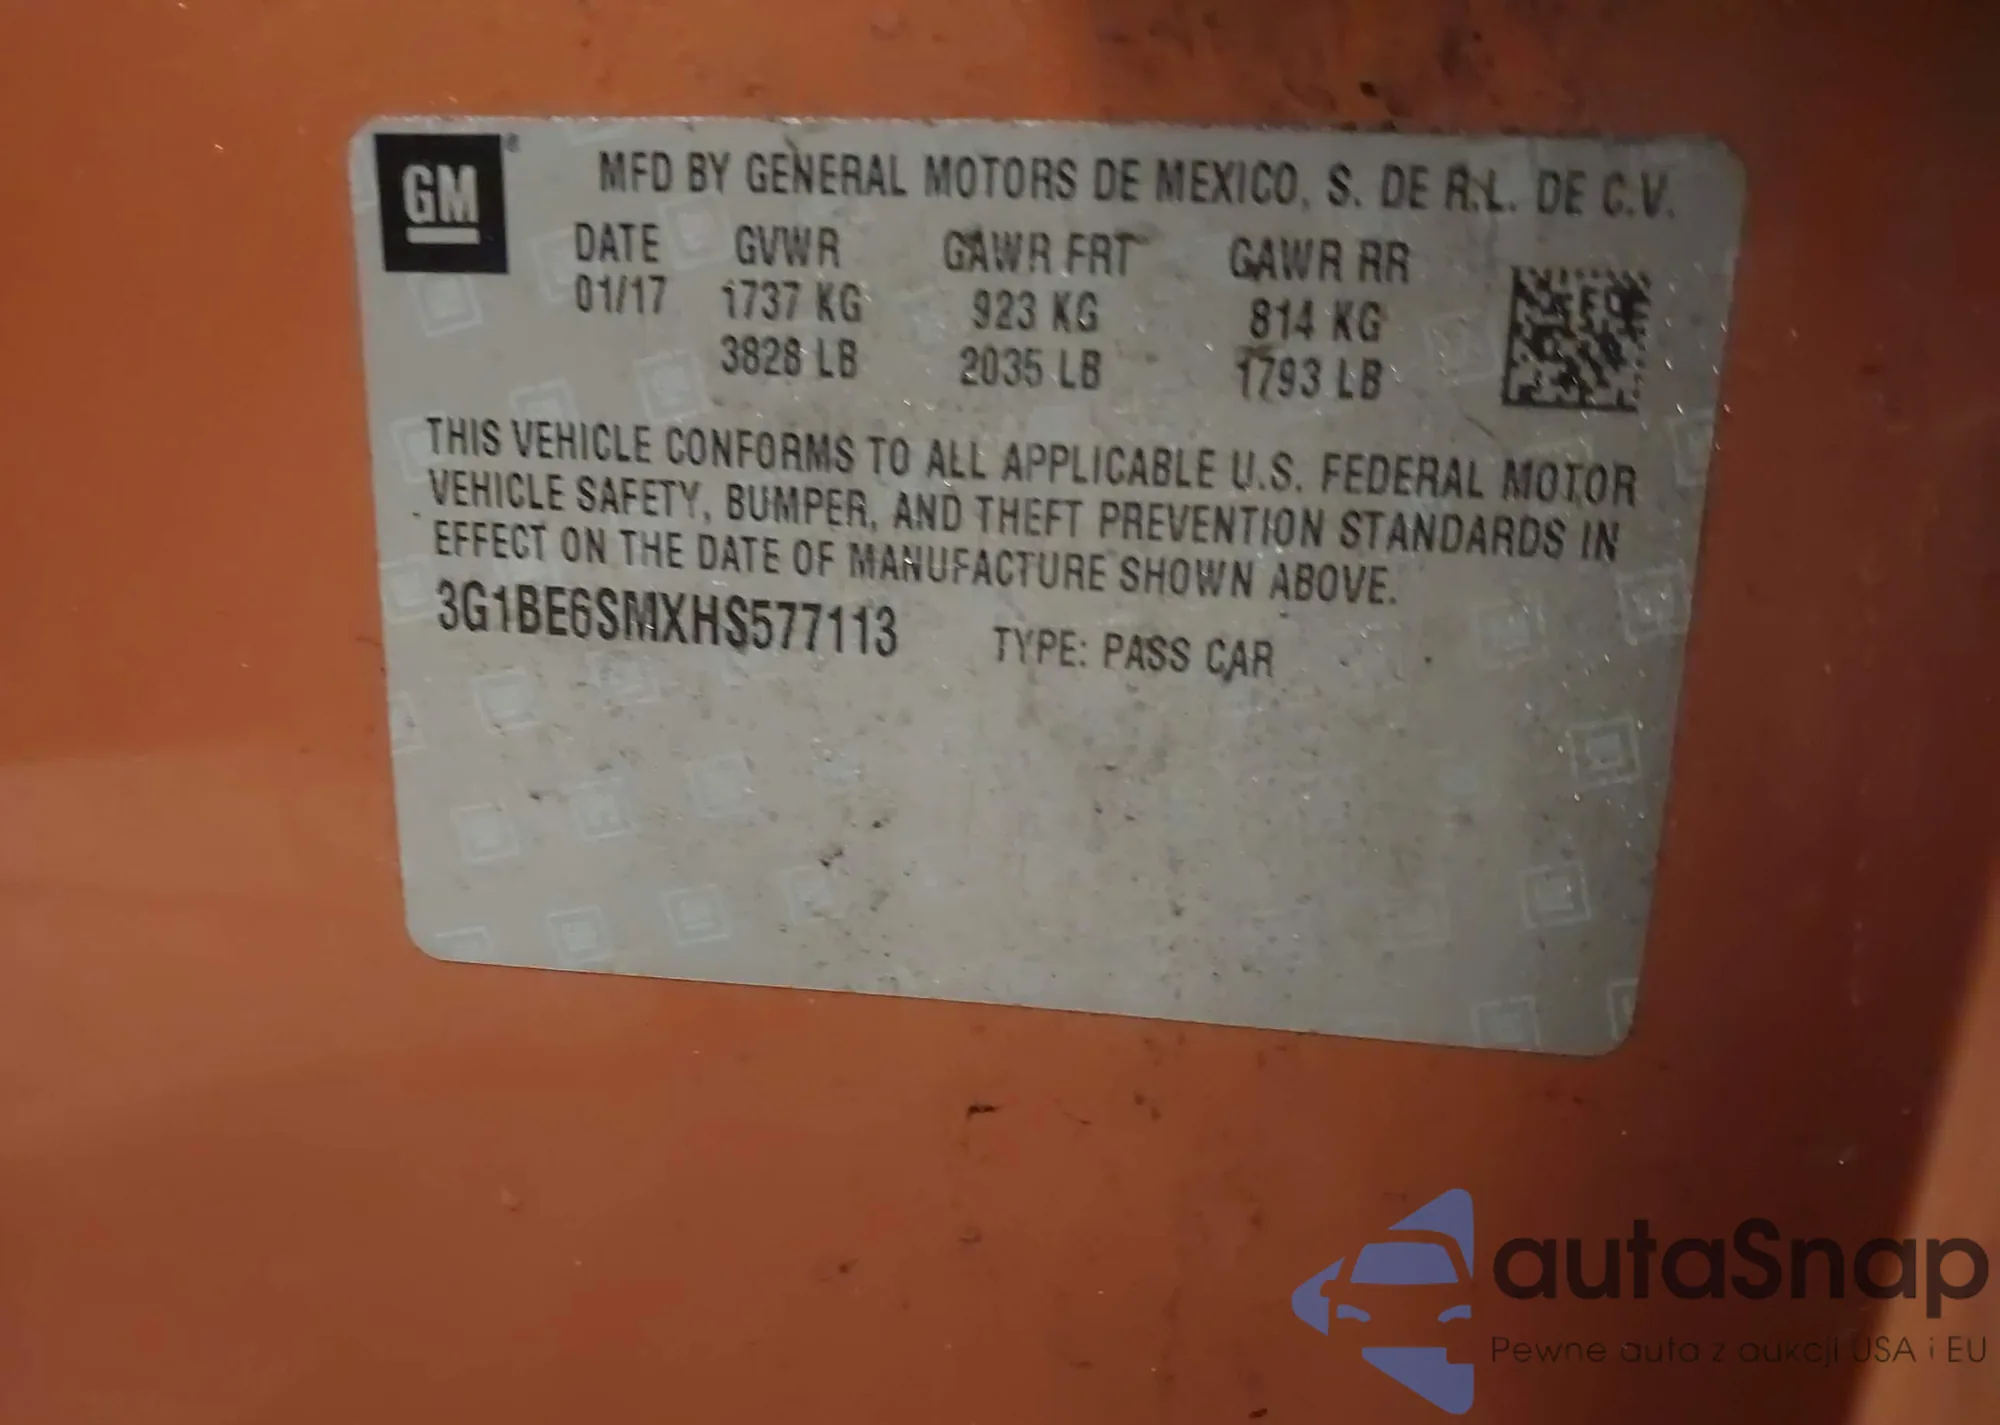 GM®
MFD BY GENERAL MOTORS DE MEXICO, S. DE R.L. DE C.V.
DATE GVWR GAWR FRT GAWR RR
01/17 1737 KG 923 KG 814 KG
3828 LB 2035 LB 1793 LB
THIS VEHICLE CONFORMS TO ALL APPLICABLE U.S. FEDERAL MOTOR
VEHICLE SAFETY, BUMPER, AND THEFT PREVENTION STANDARDS IN
EFFECT ON THE DATE OF MANUFACTURE SHOWN ABOVE.
3G1BE6SMXHS577113 TYPE: PASS CAR
autaSnap
Pewne auta z aukcji USA i EU